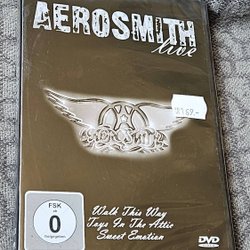 AEROSMITH
live
AEROSMITH
FSK
0
Walk This Way
Toys In The Attic
Sweet Emotion
DVD